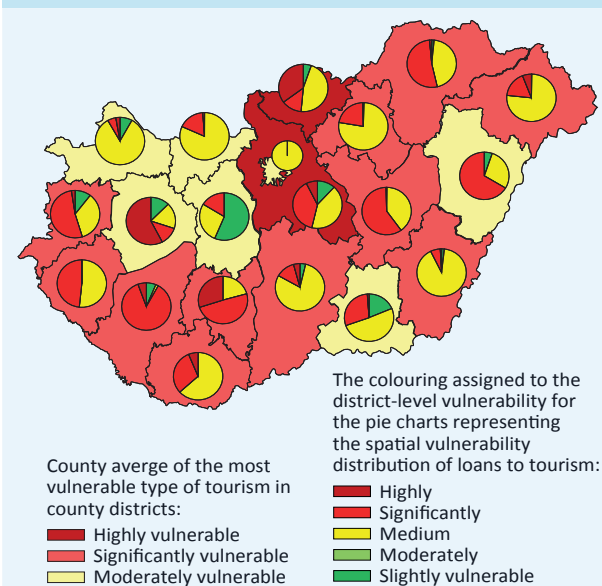 The colouring assigned to the
district-level vulnerability for
the pie charts representing
the spatial vulnerability
distribution of loans to tourism:
Highly
Significantly
Medium
Moderately
Slightly vulnerable
County averge of the most
vulnerable type of tourism in
county districts:
Highly vulnerable
Significantly vulnerable
Moderately vulnerable